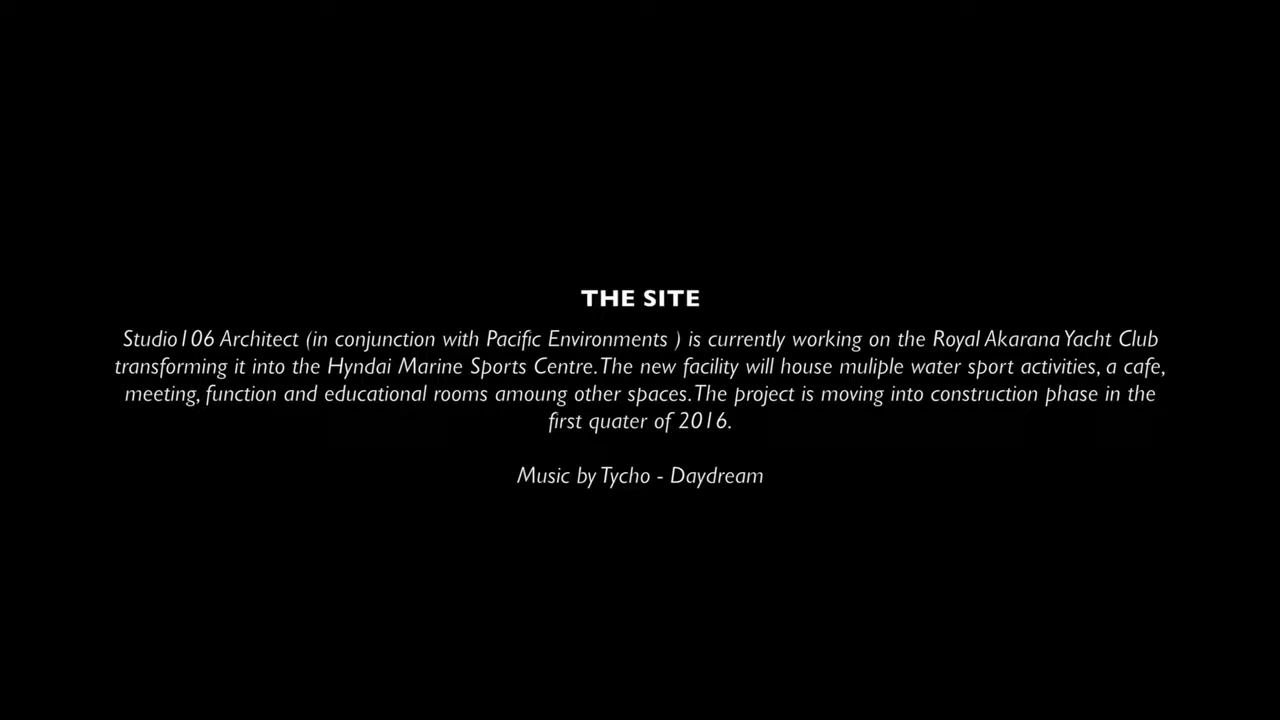 THE SITE
Studio106 Architect (in conjunction with Pacific Environments ) is currently working on the Royal Akarana Yacht Club
transforming it into the Hyndai Marine Sports Centre. The new facility will house muliple water sport activities, a cafe,
meeting, function and educational rooms amoung other spaces. The project is moving into construction phase in the
first quater of 2016.
Music by Tycho - Daydream